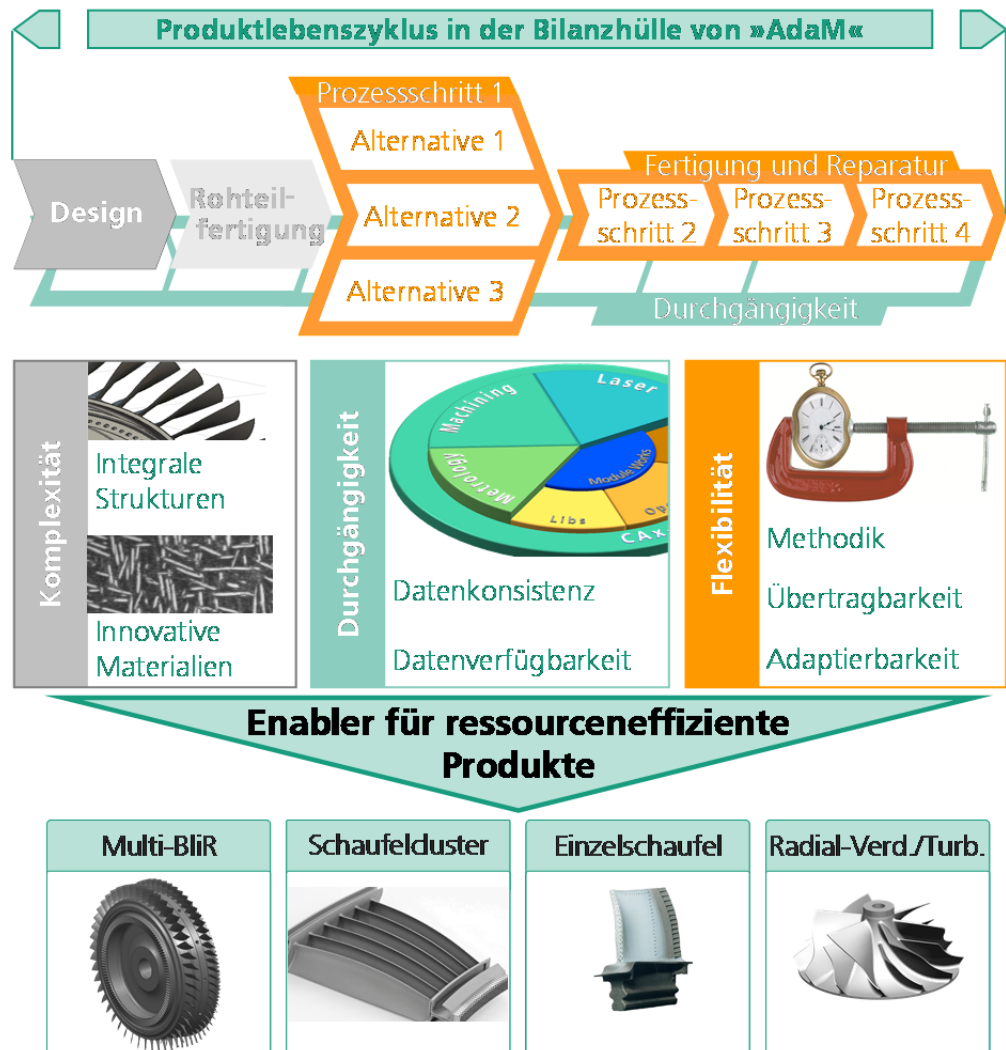 Produktlebenszyklus in der Bilanzhülle von »AdaM«
Prozessschritt 1
Alternative 1
Alternative 2
Alternative 3
Design
Rohteil-
fertigung
Fertigung und Reparatur
Prozess-
schritt 2
Prozess-
schritt 3
Prozess-
schritt 4
Durchgängigkeit
Komplexität
Integrale
Strukturen
Innovative
Materialien
Durchgängigkeit
Machining
Laser
Metrology
Module Works
Libs
CAx
Datenkonsistenz
Datenverfügbarkeit
Flexibilität
Methodik
Übertragbarkeit
Adaptierbarkeit
Enabler für ressourceneffiziente
Produkte
Multi-BliR
Schaufelcluster
Einzelschaufel
Radial-Verd./Turb.